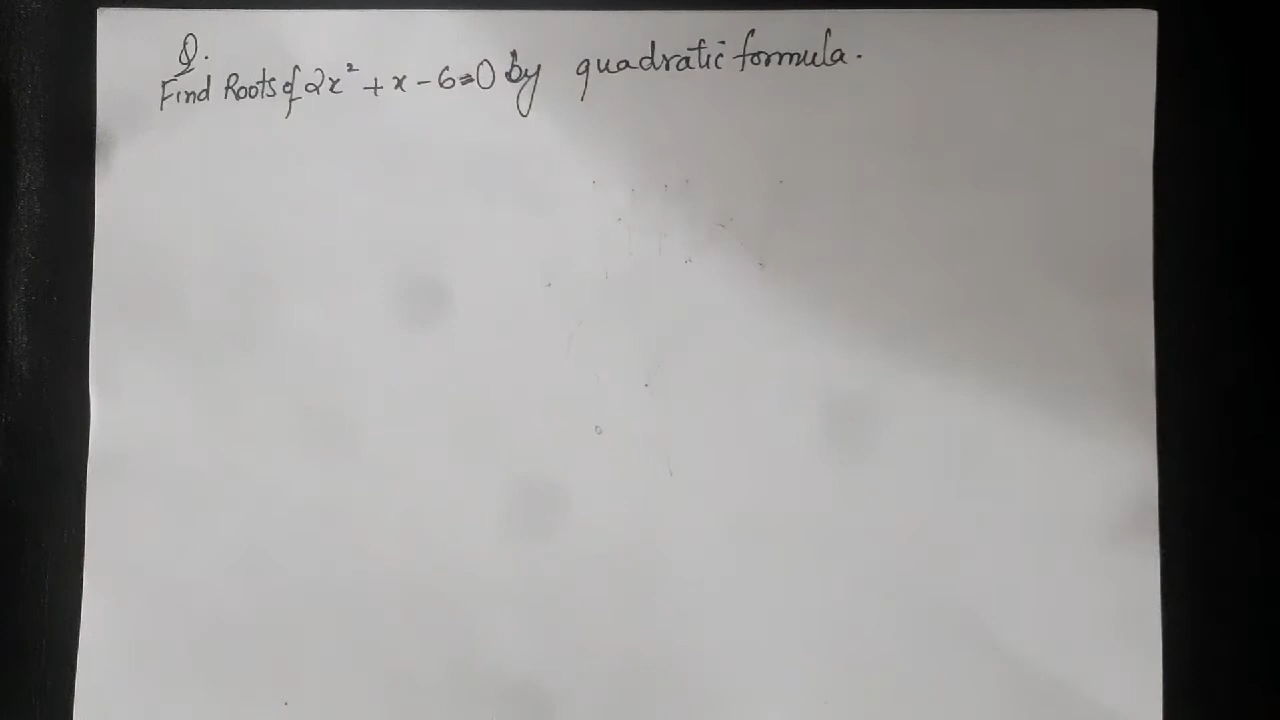 Q.
Find Roots of 2x² + x - 6 = 0 by quadratic formula.